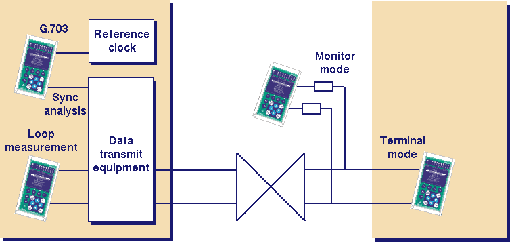 G.703
Reference
clock
Sync
analysis
Loop
measurement
Data
transmit
equipment
Monitor
mode
Terminal
mode